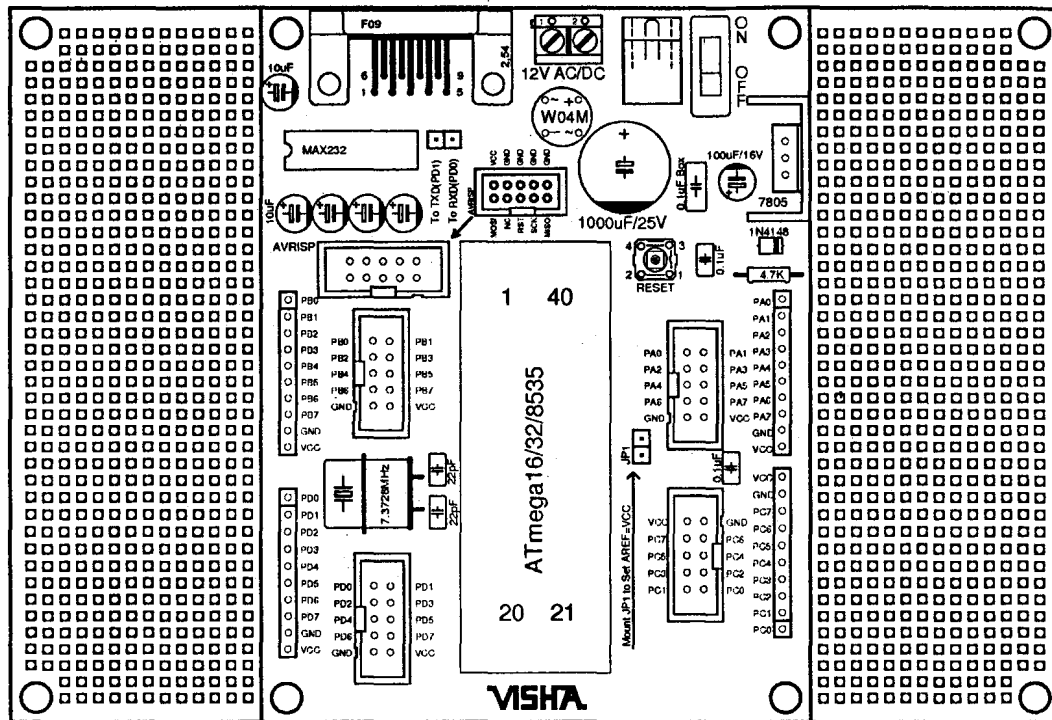 F09
6
9
1
5
2.54
1 2
12V AC/DC
ON
OFF
10uF
~ +
W04M
- ~
MAX232
To TXD(PD1)
To RXD(PD0)
AVRISP
VCC
GND
GND
GND
GND
MOSI
NC
RST
SCK
MISO
+
1000uF/25V
0.1uF Box
100uF/16V
7805
10uF
AVRISP
4 3
2 1
RESET
0.1uF
1N4148
4.7K
PB0
PB1
PB2
PD3
PB4
PB5
PB6
PD7
GND
VCC
PB0 PB1
PB2 PB3
PB4 PB5
PB6 PB7
GND VCC
1 40
ATmega16/32/8535
20 21
PA0 PA1
PA2 PA3
PA4 PA5
PA6 PA7
GND VCC
PA0
PA1
PA2
PA3
PA4
PA5
PA6
PA7
GND
VCC
7.3728MHz
22pF
22pF
JP1
Mount JP1 to Set AREF=VCC
0.1uF
PD0
PD1
PD2
PD3
PD4
PD5
PD6
PD7
GND
VCC
PD0 PD1
PD2 PD3
PD4 PD5
PD6 PD7
GND VCC
VCC GND
PC7 PC6
PC5 PC4
PC3 PC2
PC1 PC0
VCC
GND
PC7
PC6
PC5
PC4
PC3
PC2
PC1
PC0
VISHA